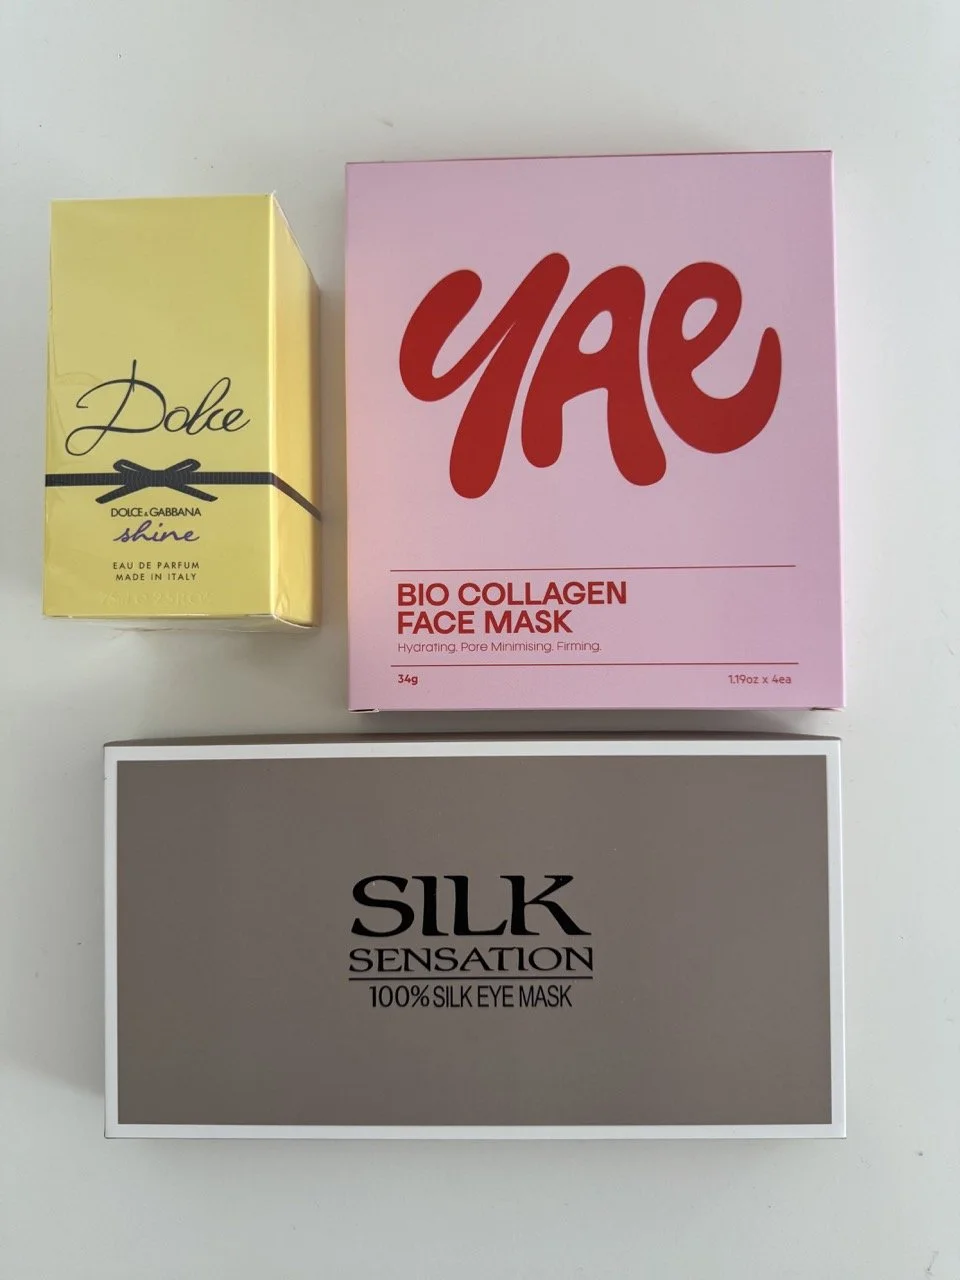 Dolce
DOLCE & GABBANA
shine
EAU DE PARFUM
MADE IN ITALY
YAe
BIO COLLAGEN
FACE MASK
Hydrating. Pore Minimising. Firming.
34g 1.19oz x 4ea
SILK
SENSATION
100% SILK EYE MASK